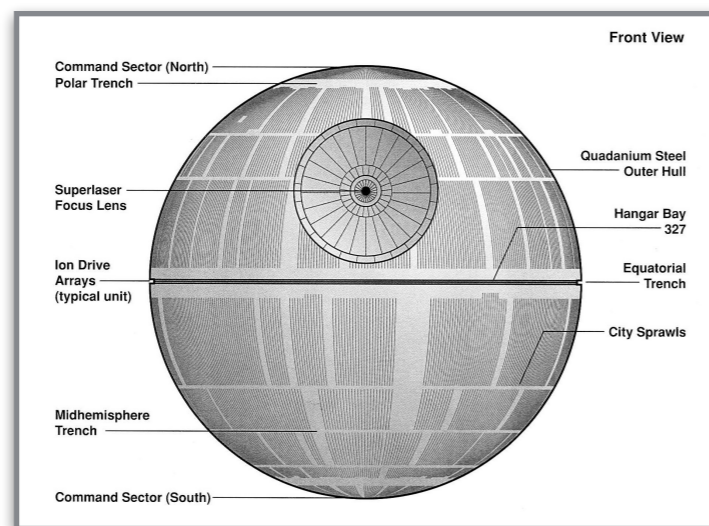 Front View
Command Sector (North)
Polar Trench
Superlaser
Focus Lens
Ion Drive
Arrays
(typical unit)
Midhemisphere
Trench
Command Sector (South)
Quadanium Steel
Outer Hull
Hangar Bay
327
Equatorial
Trench
City Sprawls